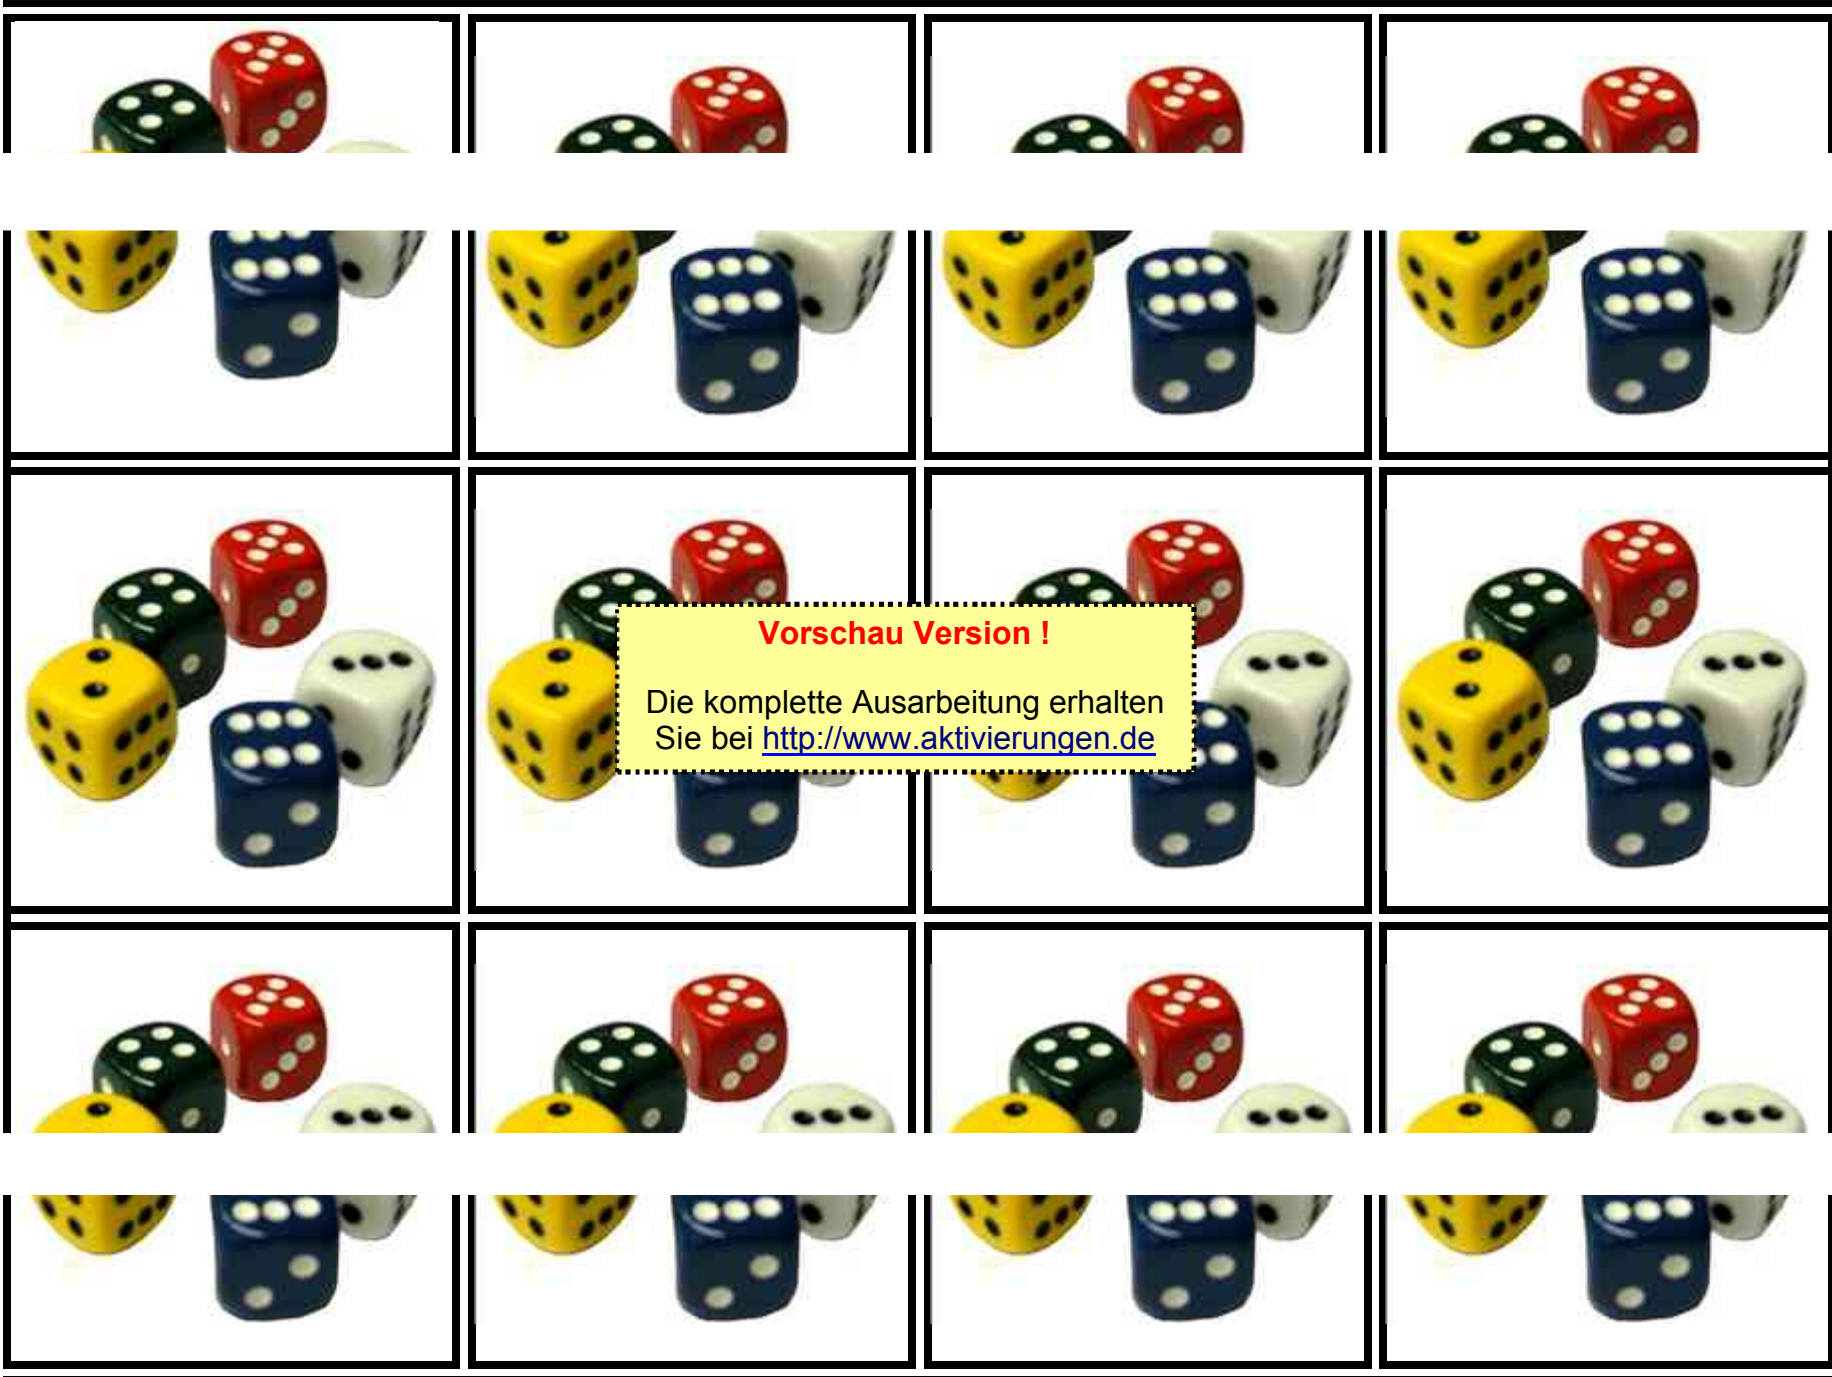 Vorschau Version !
Die komplette Ausarbeitung erhalten
Sie bei http://www.aktivierungen.de